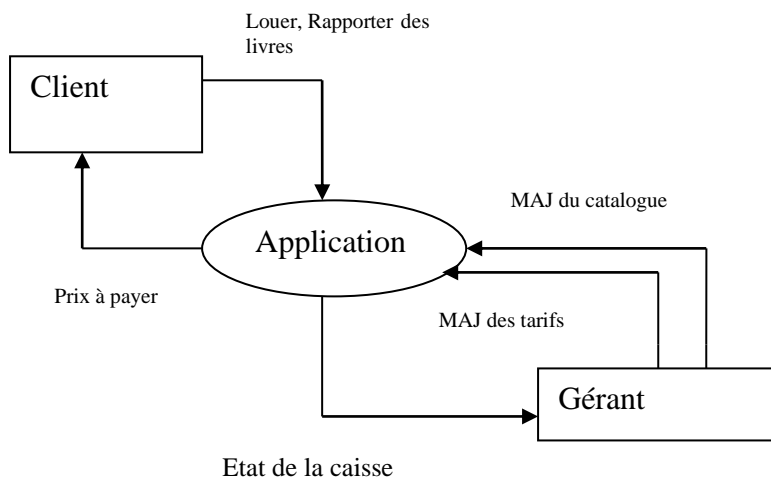 Louer, Rapporter des
livres
Client
MAJ du catalogue
Application
Prix à payer
MAJ des tarifs
Gérant
Etat de la caisse